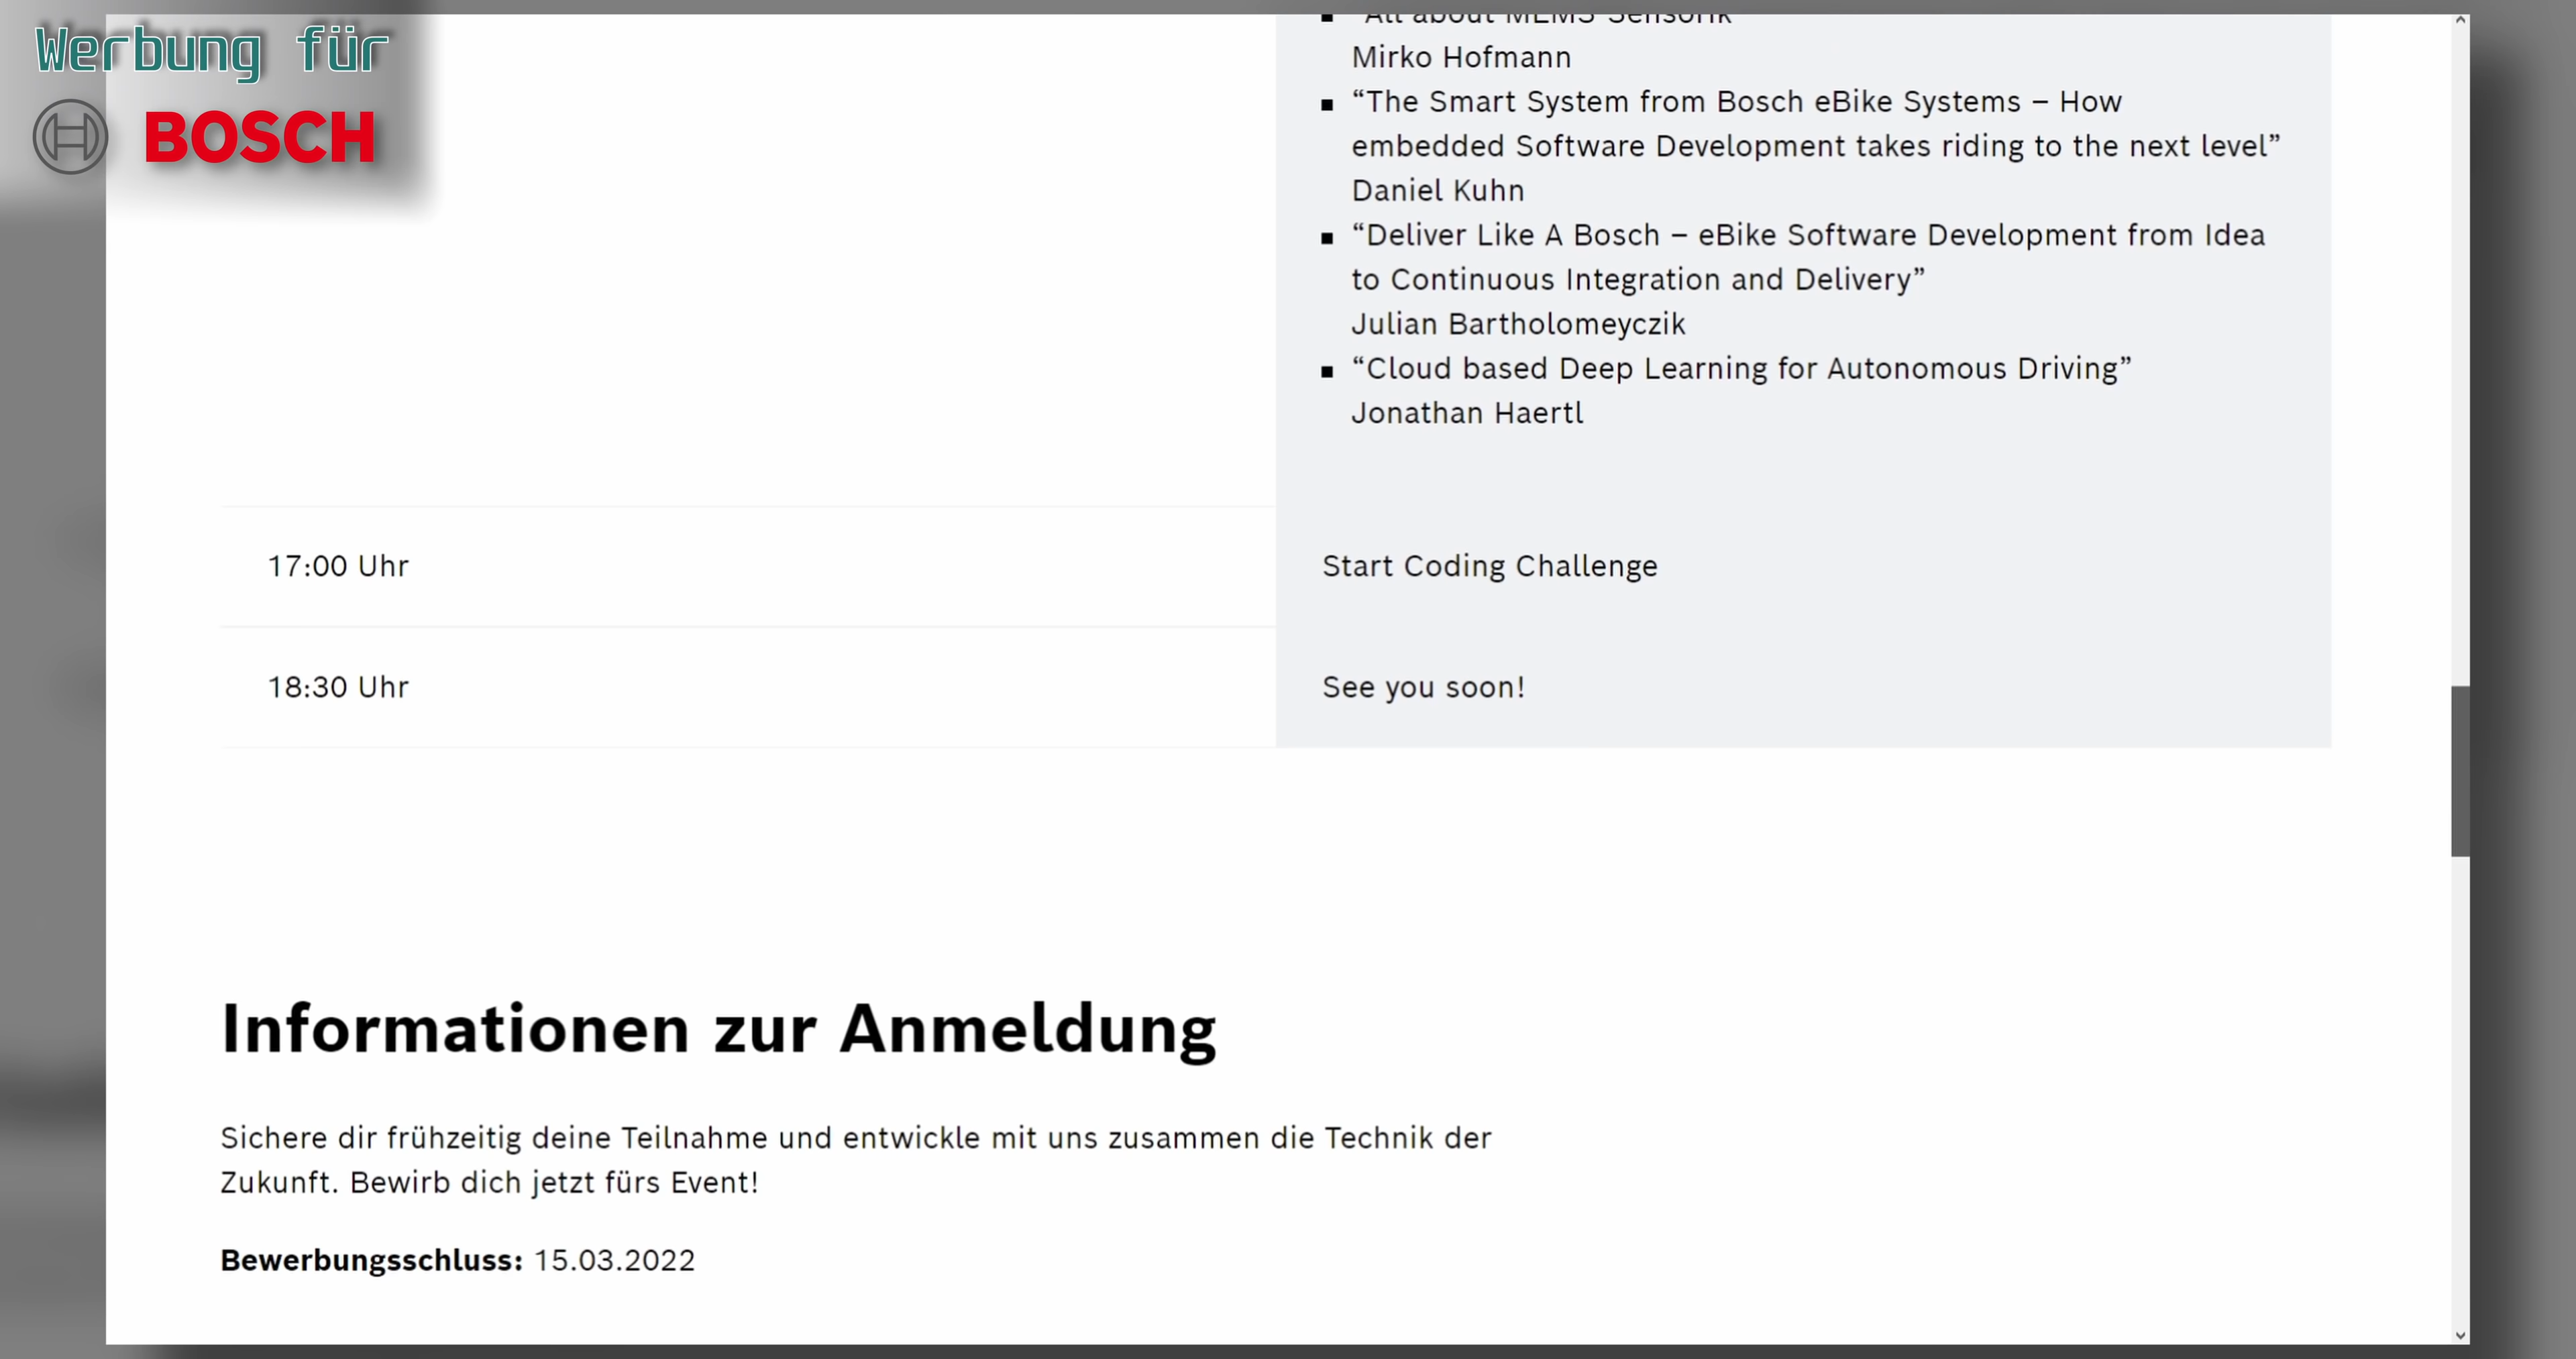 Werbung für
BOSCH
"All about MEMS Sensorik
Mirko Hofmann
“The Smart System from Bosch eBike Systems – How
embedded Software Development takes riding to the next level”
Daniel Kuhn
“Deliver Like A Bosch – eBike Software Development from Idea
to Continuous Integration and Delivery”
Julian Bartholomeyczik
“Cloud based Deep Learning for Autonomous Driving”
Jonathan Haertl
17:00 Uhr
Start Coding Challenge
18:30 Uhr
See you soon!
Informationen zur Anmeldung
Sichere dir frühzeitig deine Teilnahme und entwickle mit uns zusammen die Technik der
Zukunft. Bewirb dich jetzt fürs Event!
Bewerbungsschluss: 15.03.2022